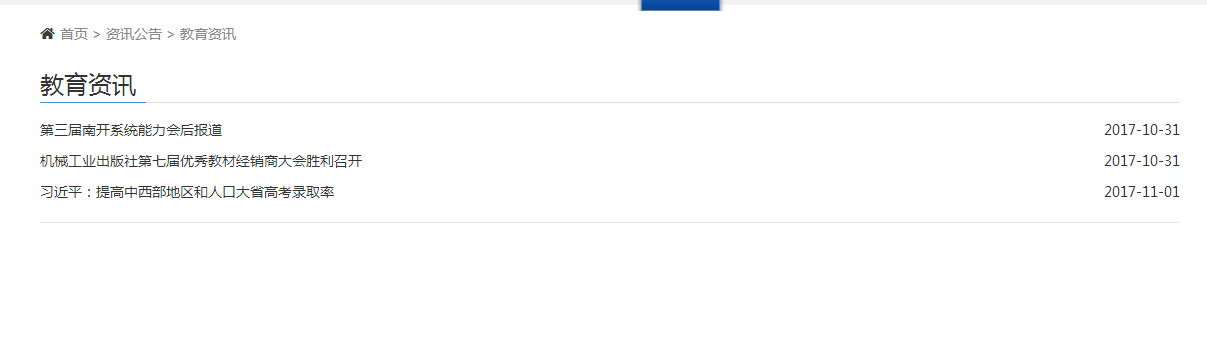 首页 > 资讯公告 > 教育资讯
教育资讯
第三届南开系统能力会后报道 2017-10-31
机械工业出版社第七届优秀教材经销商大会胜利召开 2017-10-31
习近平：提高中西部地区和人口大省高考录取率 2017-11-01